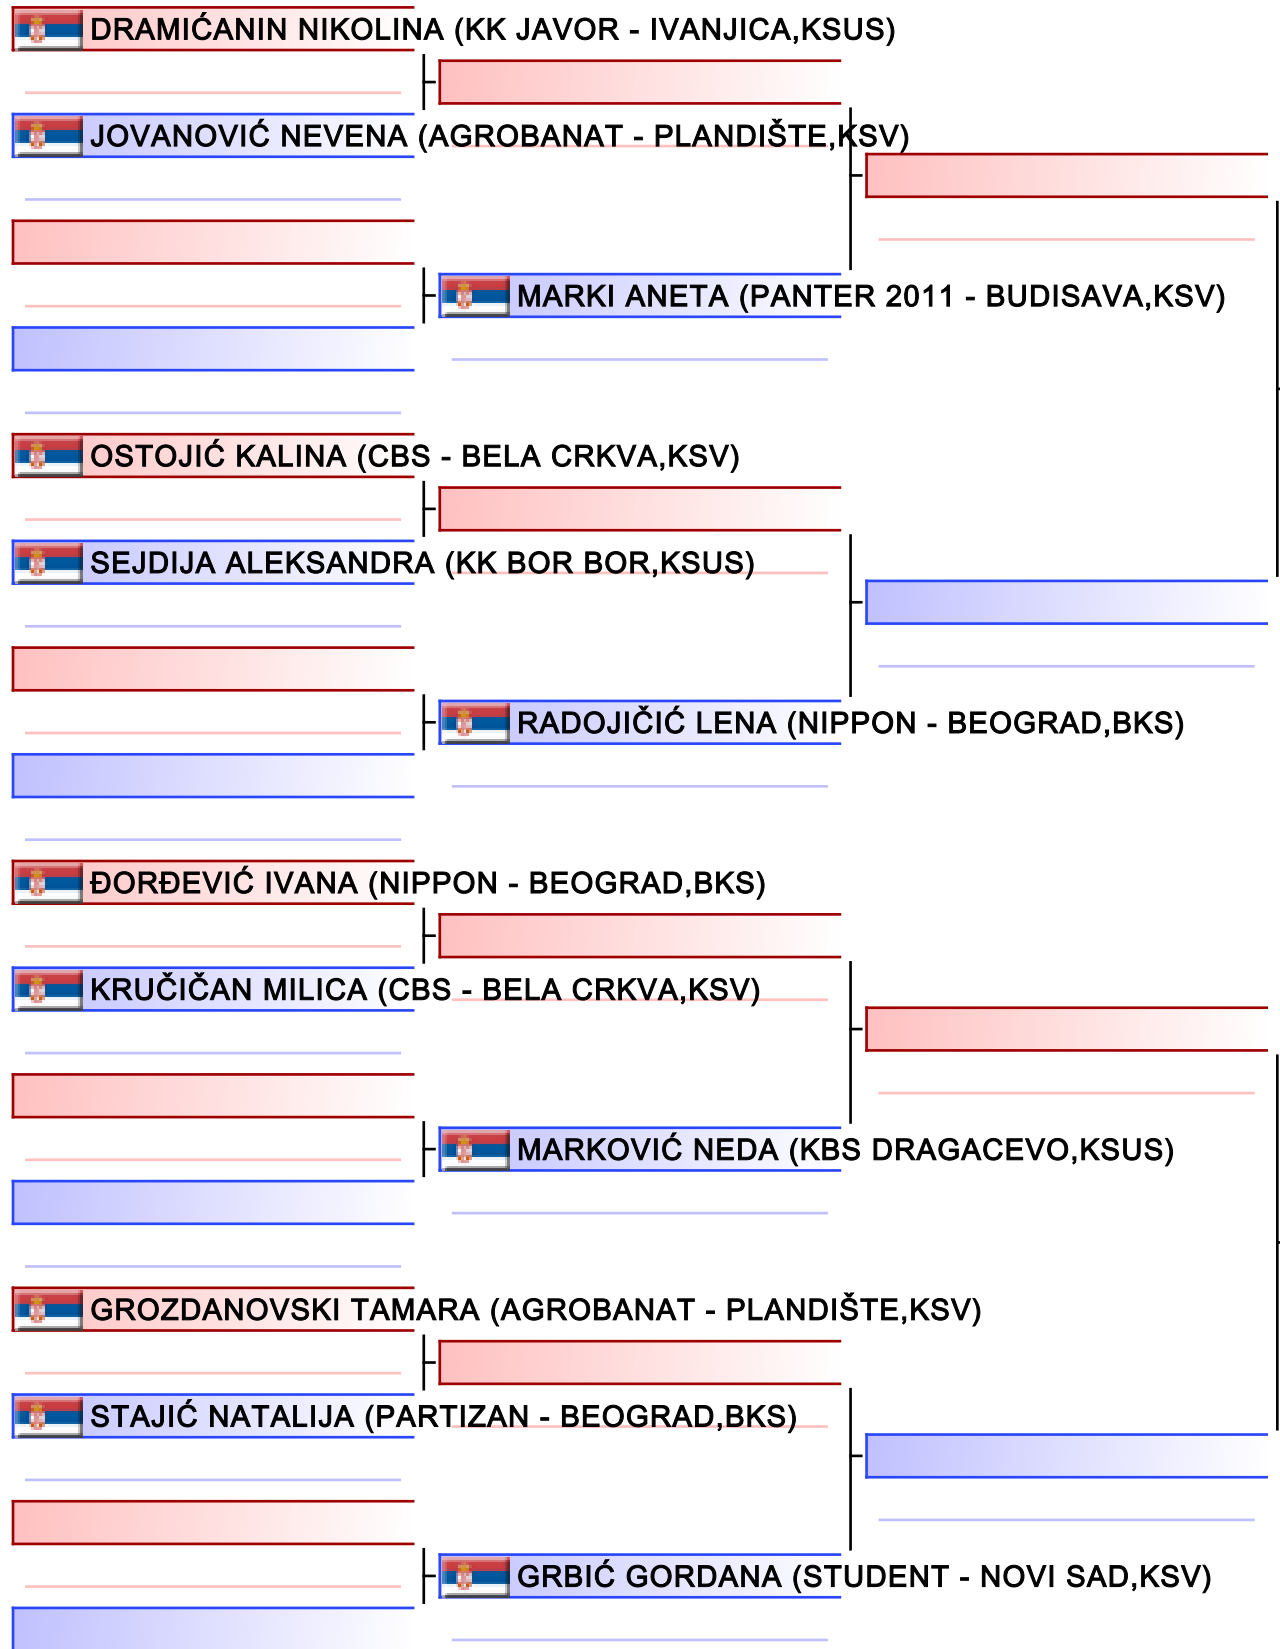 DRAMIĆANIN NIKOLINA (KK JAVOR - IVANJICA,KSUS)
JOVANOVIĆ NEVENA (AGROBANAT - PLANDIŠTE,KSV)
MARKI ANETA (PANTER 2011 - BUDISAVA,KSV)
OSTOJIĆ KALINA (CBS - BELA CRKVA,KSV)
SEJDIJA ALEKSANDRA (KK BOR BOR,KSUS)
RADOJIČIĆ LENA (NIPPON - BEOGRAD,BKS)
ĐORĐEVIĆ IVANA (NIPPON - BEOGRAD,BKS)
KRUČIČAN MILICA (CBS - BELA CRKVA,KSV)
MARKOVIĆ NEDA (KBS DRAGACEVO,KSUS)
GROZDANOVSKI TAMARA (AGROBANAT - PLANDIŠTE,KSV)
STAJIĆ NATALIJA (PARTIZAN - BEOGRAD,BKS)
GRBIĆ GORDANA (STUDENT - NOVI SAD,KSV)